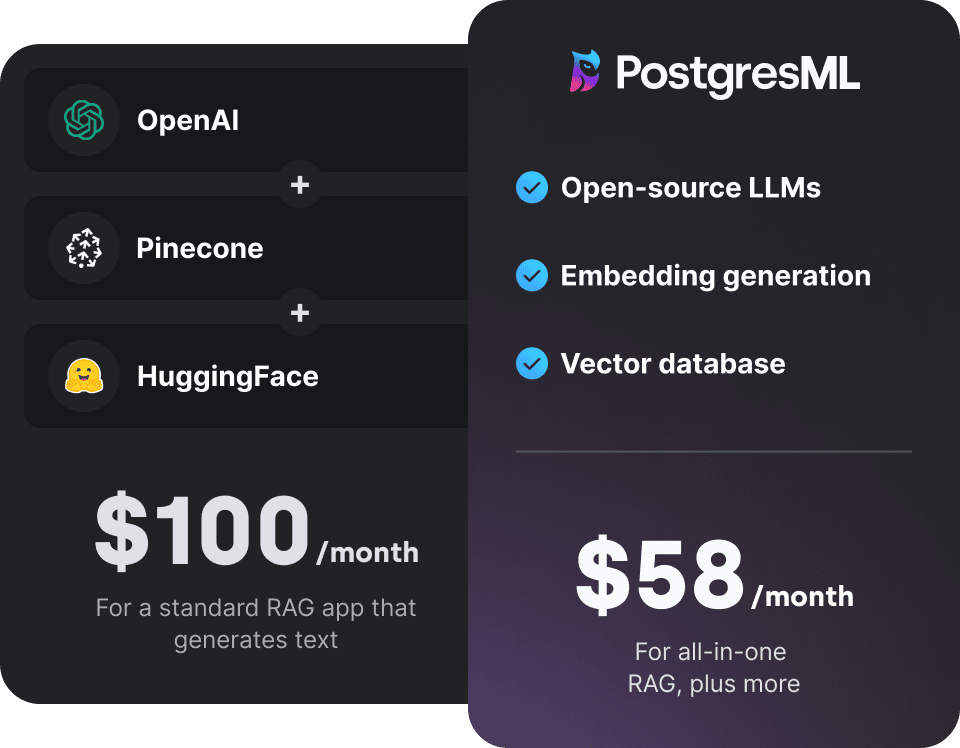 OpenAI
+
Pinecone
+
HuggingFace
$100 /month
For a standard RAG app that
generates text
PostgresML
Open-source LLMs
Embedding generation
Vector database
$58 /month
For all-in-one
RAG, plus more